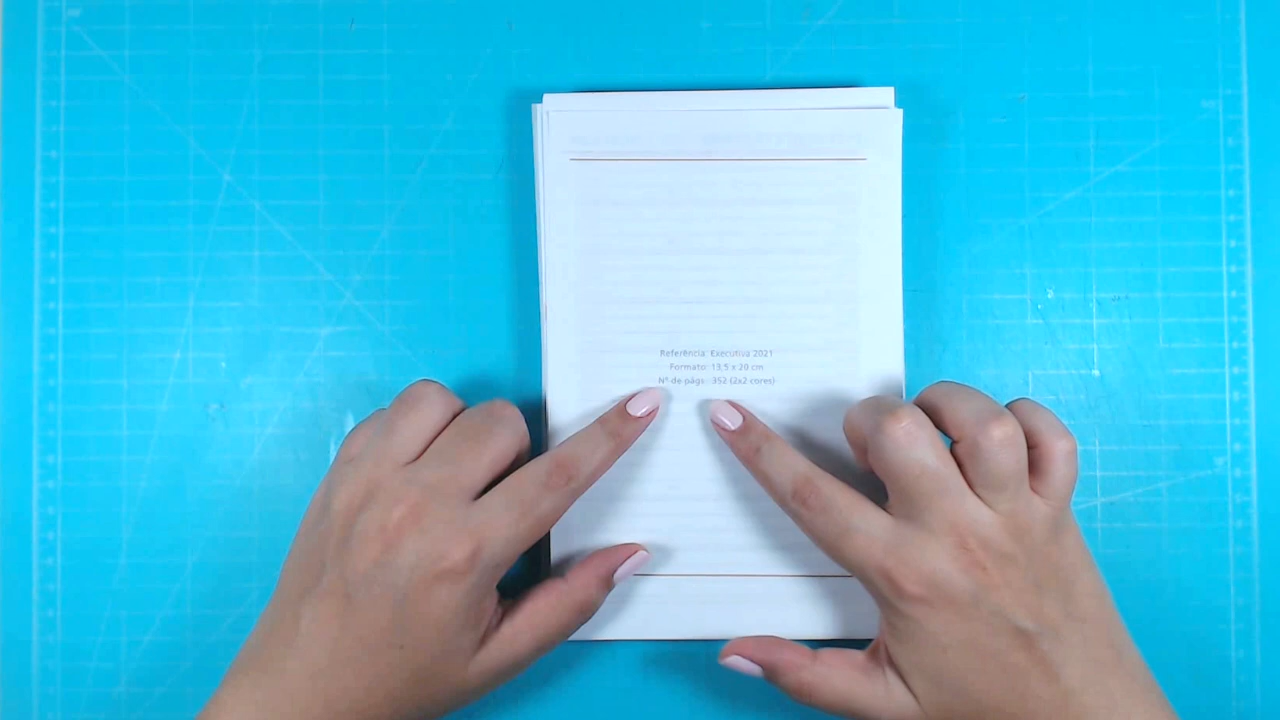 Referência: Executiva 2021
Formato: 13,5 x 20 cm
Nº de págs: 352 (2x2 cores)